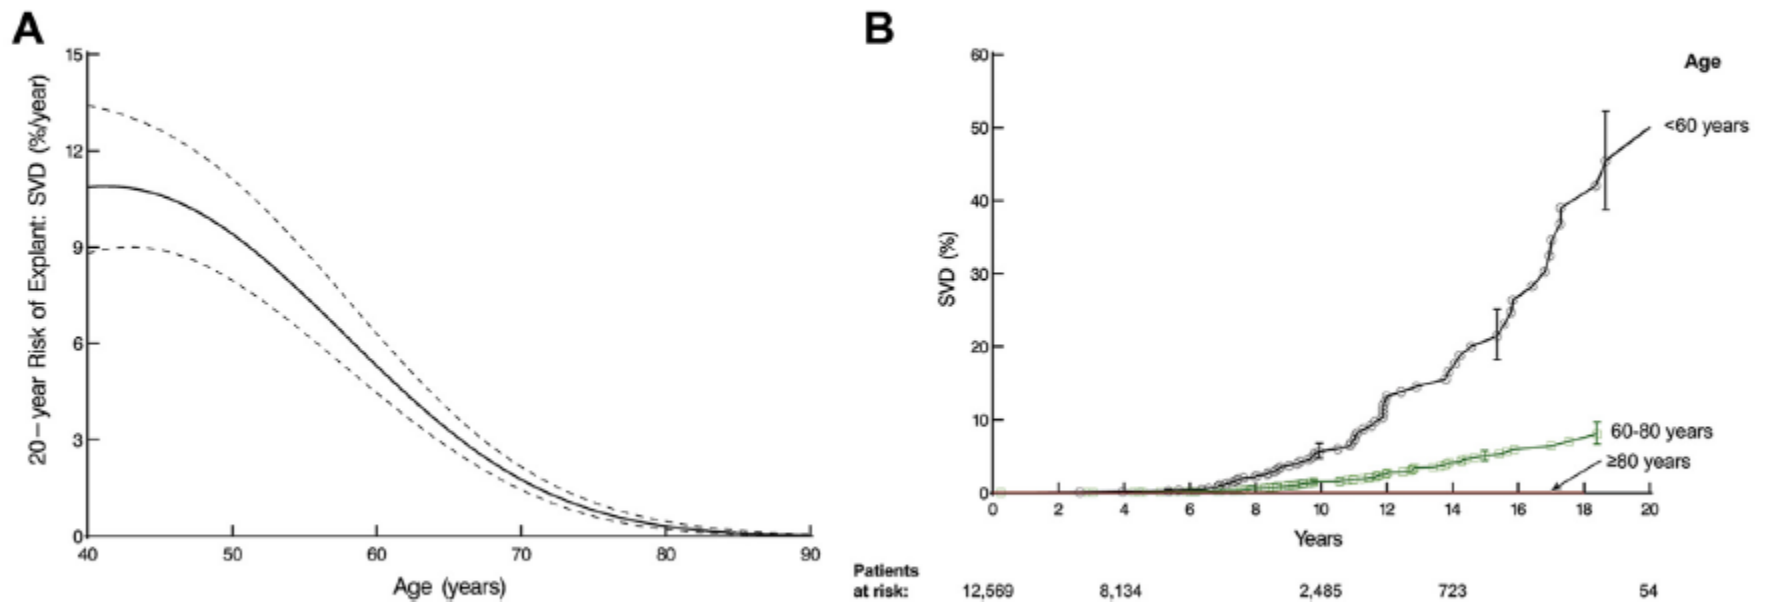 A
15
12
9
6
3
0
20−year Risk of Explant: SVD (%/year)
40 50 60 70 80 90
Age (years)
B
60
50
40
30
20
10
0
SVD (%)
Age
<60 years
60-80 years
≥80 years
0 2 4 6 8 10 12 14 16 18 20
Years
Patients
at risk: 12,569 8,134 2,485 723 54